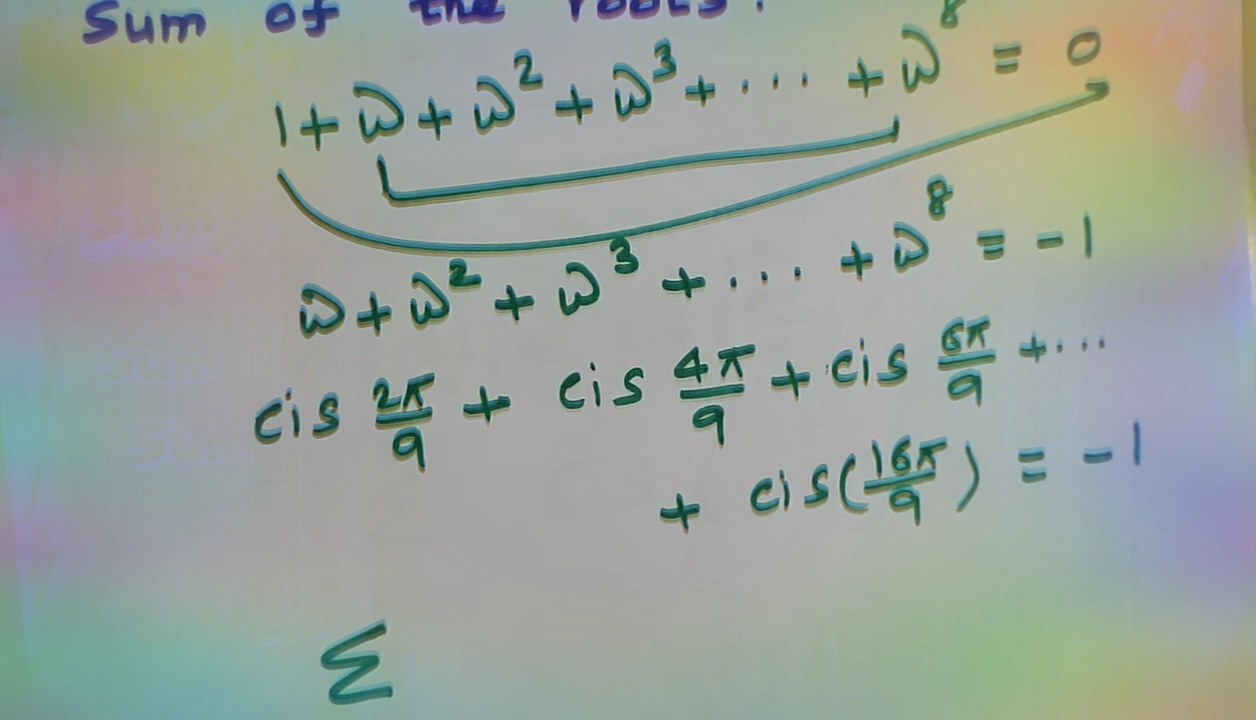 Sum of the roots:
1 + ω + ω² + ω³ + ... + ω⁸ = 0
ω + ω² + ω³ + ... + ω⁸ = -1
cis 2π/9 + cis 4π/9 + cis 6π/9 + ...
+ cis(16π/9) = -1
Σ